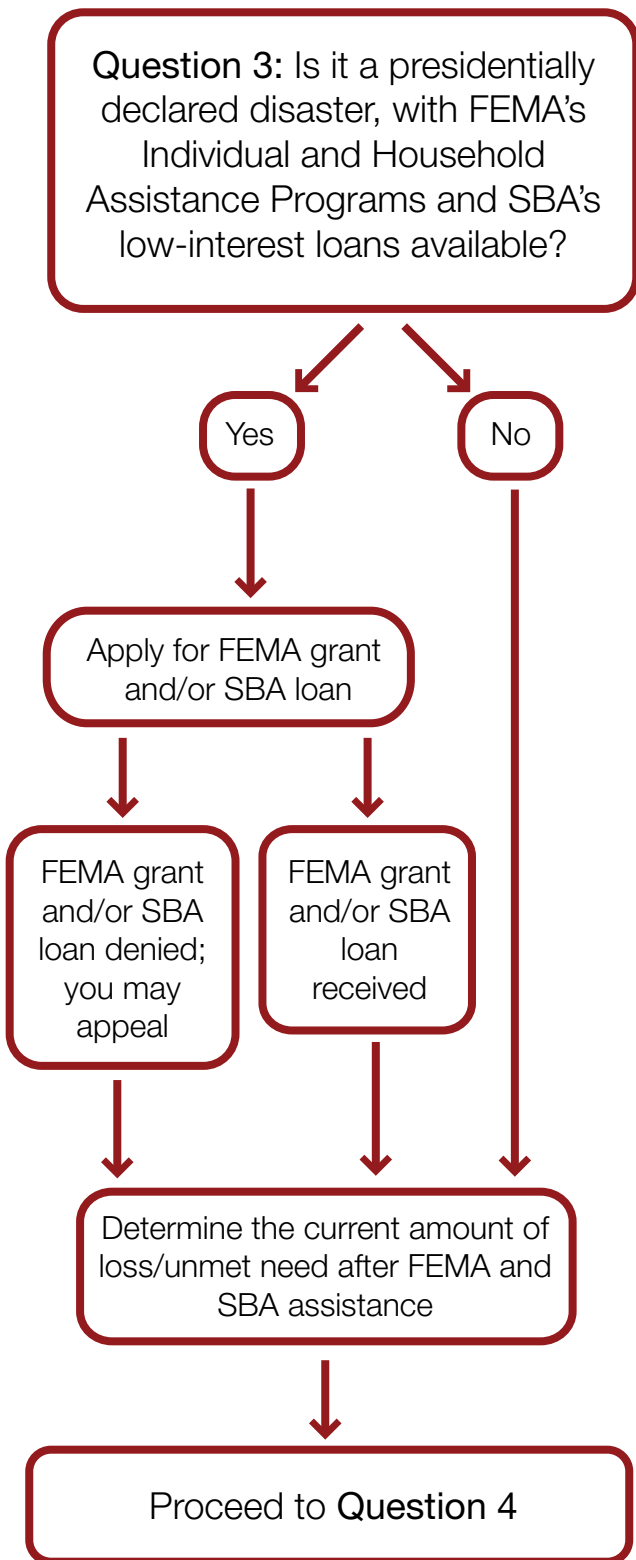 Question 3: Is it a presidentially
declared disaster, with FEMA’s
Individual and Household
Assistance Programs and SBA’s
low-interest loans available?
Yes
No
Apply for FEMA grant
and/or SBA loan
FEMA grant
and/or SBA
loan denied;
you may
appeal
FEMA grant
and/or SBA
loan
received
Determine the current amount of
loss/unmet need after FEMA and
SBA assistance
Proceed to Question 4